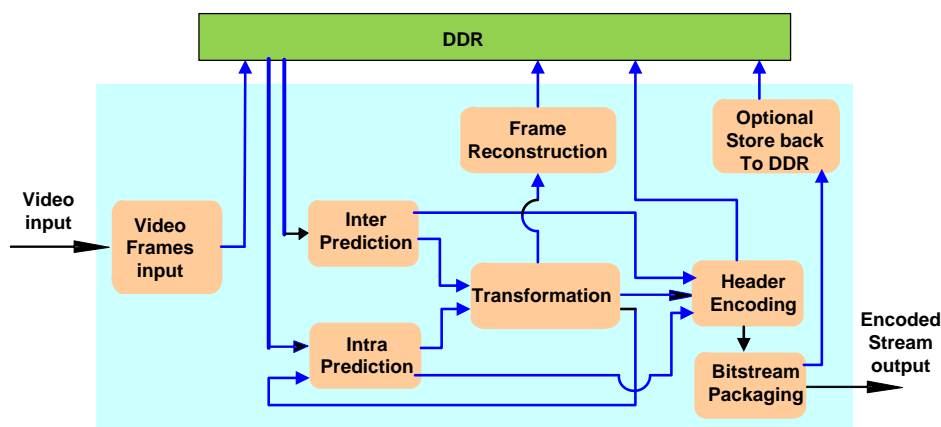 DDR
Optional
Store back
To DDR
Frame
Reconstruction
Video
input
Video
Frames
input
Inter
Prediction
Transformation
Header
Encoding
Encoded
Stream
output
Intra
Prediction
Bitstream
Packaging